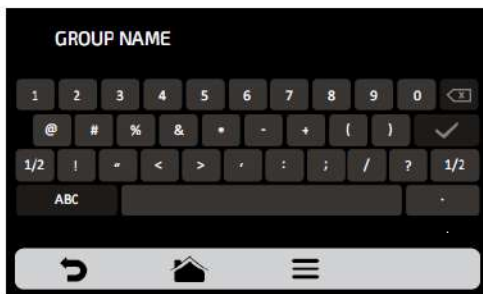 GROUP NAME
1 2 3 4 5 6 7 8 9 0
@ # % & * - + ( )
1/2 ! " < > ' : ; / ? 1/2
ABC .